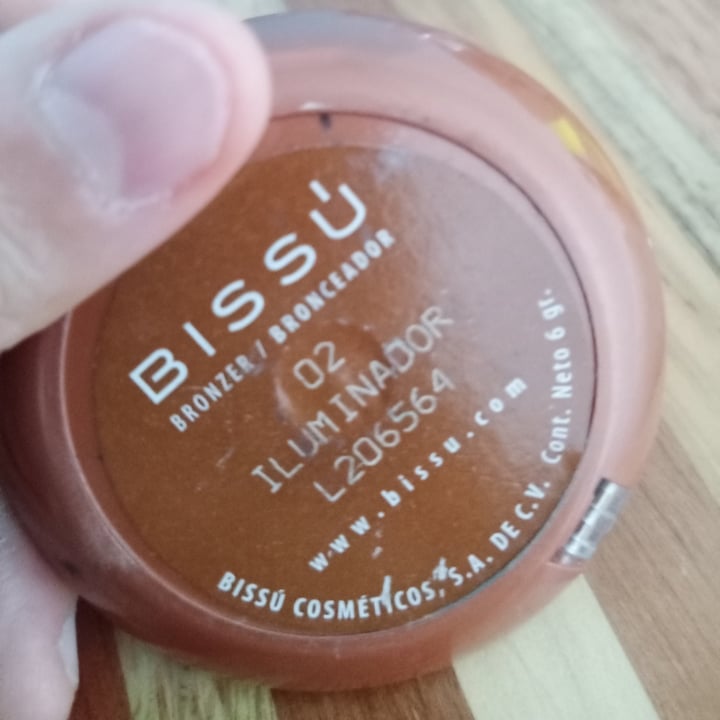 BISSÚ
BRONZER / BRONCEADOR
02
ILUMINADOR
L206564
www.bissu.com
BISSÚ COSMÉTICOS, S.A. DE C.V. Cont. Neto 6 gr.